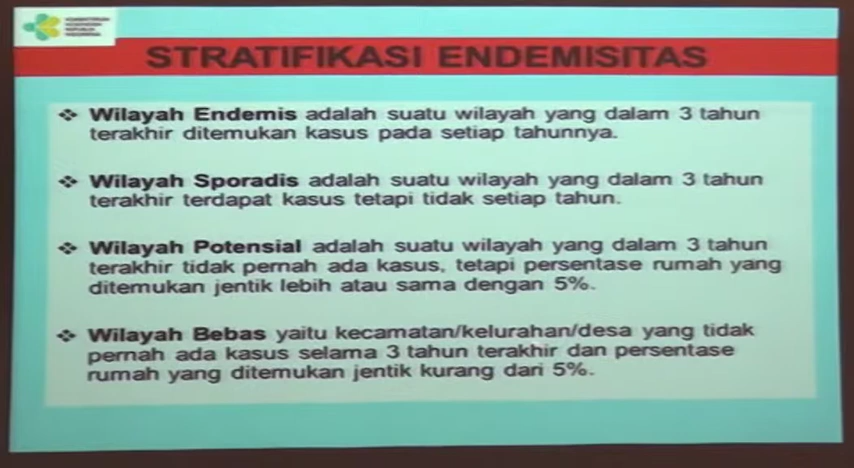 KEMENTERIAN
KESEHATAN
REPUBLIK
INDONESIA
STRATIFIKASI ENDEMISITAS
❖ Wilayah Endemis adalah suatu wilayah yang dalam 3 tahun
terakhir ditemukan kasus pada setiap tahunnya.
❖ Wilayah Sporadis adalah suatu wilayah yang dalam 3 tahun
terakhir terdapat kasus tetapi tidak setiap tahun.
❖ Wilayah Potensial adalah suatu wilayah yang dalam 3 tahun
terakhir tidak pernah ada kasus, tetapi persentase rumah yang
ditemukan jentik lebih atau sama dengan 5%.
❖ Wilayah Bebas yaitu kecamatan/kelurahan/desa yang tidak
pernah ada kasus selama 3 tahun terakhir dan persentase
rumah yang ditemukan jentik kurang dari 5%.